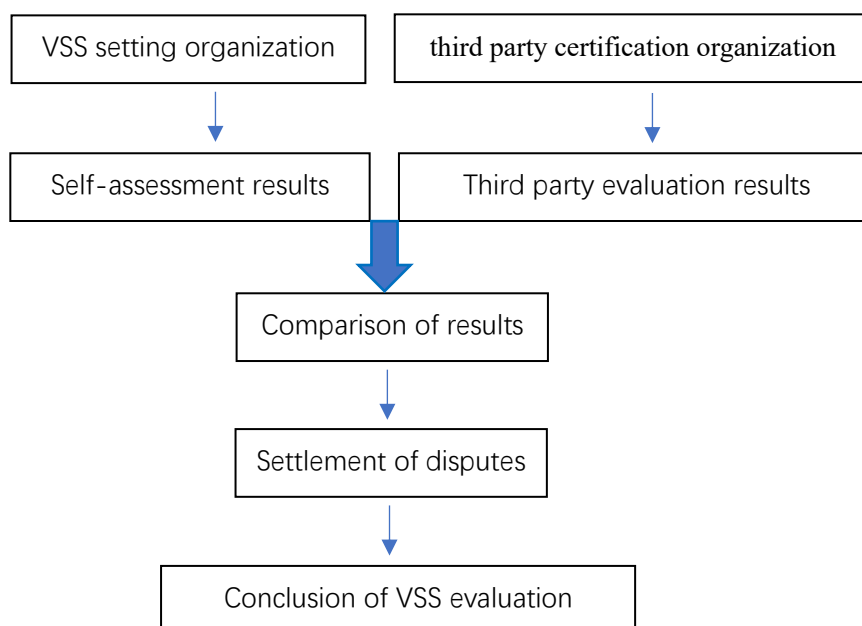 VSS setting organization
third party certification organization
Self-assessment results
Third party evaluation results
Comparison of results
Settlement of disputes
Conclusion of VSS evaluation